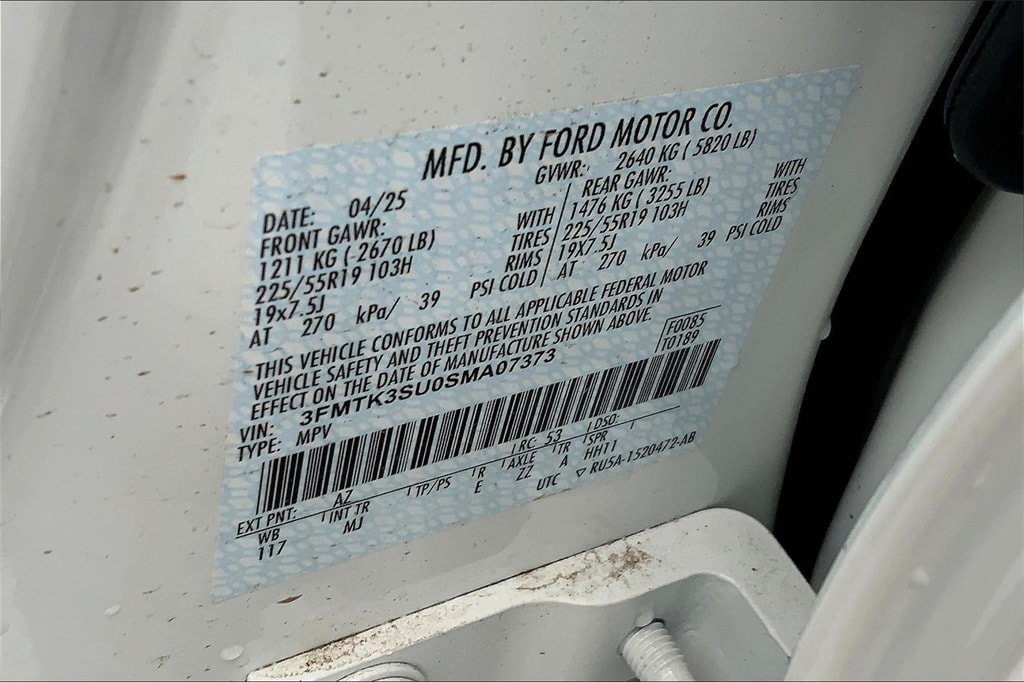 MFD. BY FORD MOTOR CO.
DATE: 04/25 GVWR: 2640 KG ( 5820 LB)
FRONT GAWR: WITH REAR GAWR: WITH
1211 KG ( 2670 LB) TIRES 1476 KG ( 3255 LB) TIRES
225/55R19 103H RIMS 225/55R19 103H RIMS
19x7.5J 19X7.5J
AT 270 kPa/ 39 PSI COLD AT 270 kPa/ 39 PSI COLD
THIS VEHICLE CONFORMS TO ALL APPLICABLE FEDERAL MOTOR
VEHICLE SAFETY AND THEFT PREVENTION STANDARDS IN
EFFECT ON THE DATE OF MANUFACTURE SHOWN ABOVE.
F0085
T0189
VIN: 3FMTK3SU0SMA07373
TYPE: MPV
EXT PNT: AZ RC: 53 DSO:
WB INT TR TP/PS R AXLE TR SPR
117 MJ E ZZ A HH11
UTC RU5A-1520472-AB